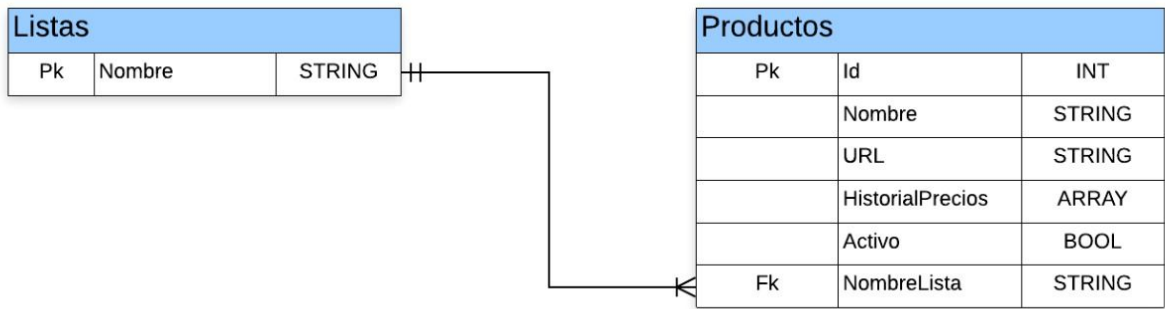 Listas
Pk Nombre STRING
Productos
Pk Id INT
Nombre STRING
URL STRING
HistorialPrecios ARRAY
Activo BOOL
Fk NombreLista STRING